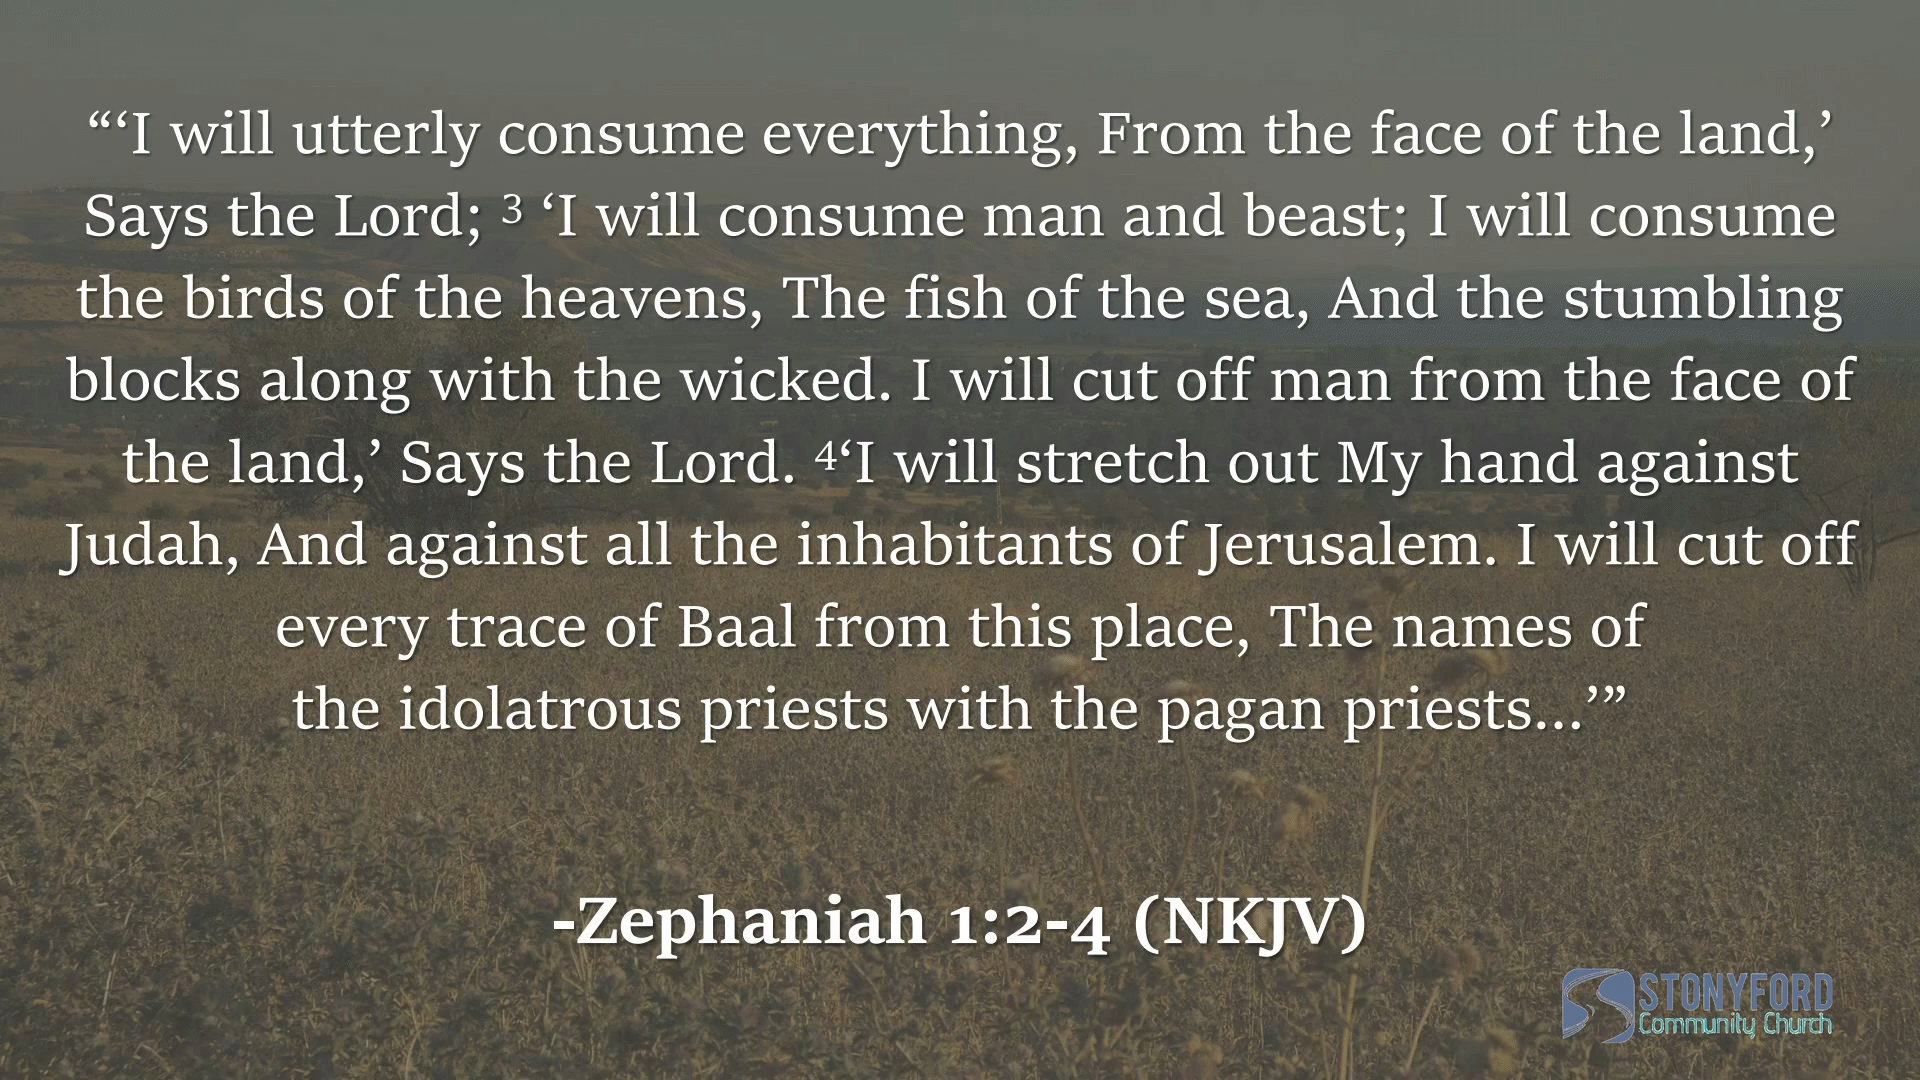 “‘I will utterly consume everything, From the face of the land,’
Says the Lord; ³ ‘I will consume man and beast; I will consume
the birds of the heavens, The fish of the sea, And the stumbling
blocks along with the wicked. I will cut off man from the face of
the land,’ Says the Lord. ⁴‘I will stretch out My hand against
Judah, And against all the inhabitants of Jerusalem. I will cut off
every trace of Baal from this place, The names of
the idolatrous priests with the pagan priests...’”
-Zephaniah 1:2-4 (NKJV)
STONYFORD
Community Church